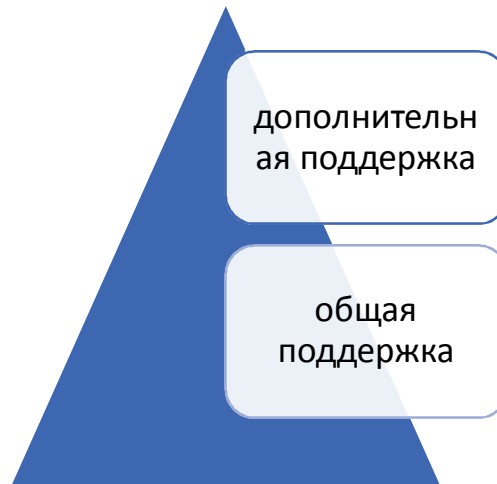 дополнительн
ая поддержка
общая
поддержка